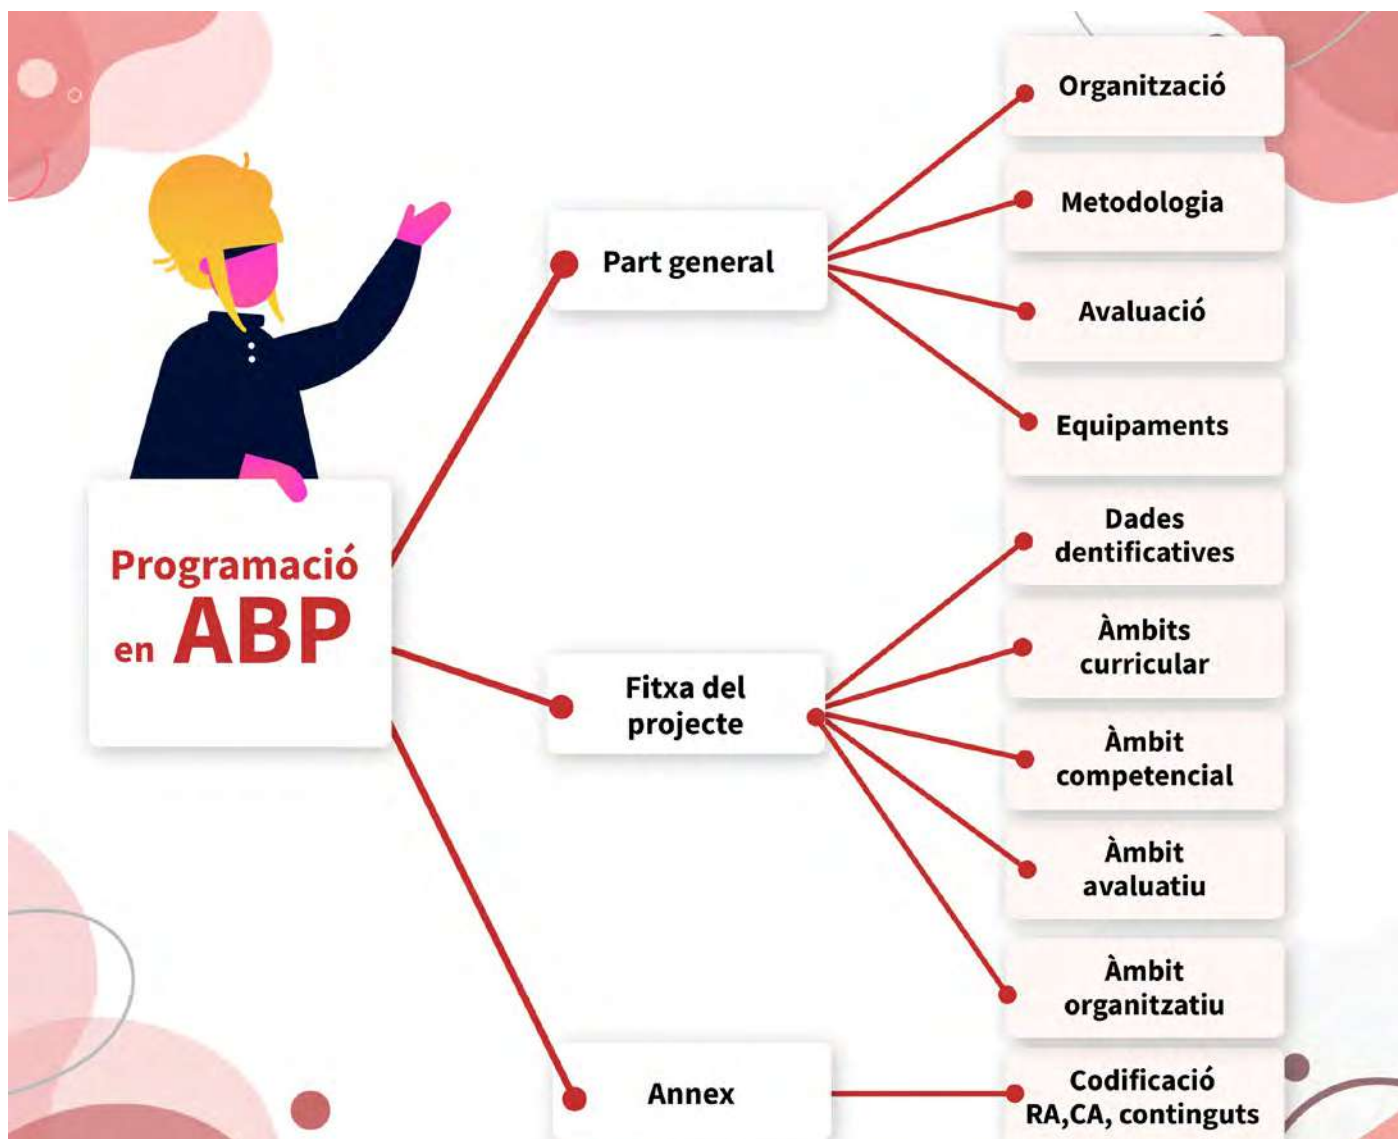 Programació
en ABP
Part general
Organització
Metodologia
Avaluació
Equipaments
Fitxa del
projecte
Dades
dentificatives
Àmbits
curricular
Àmbit
competencial
Àmbit
avaluatiu
Àmbit
organitzatiu
Annex
Codificació
RA,CA, continguts